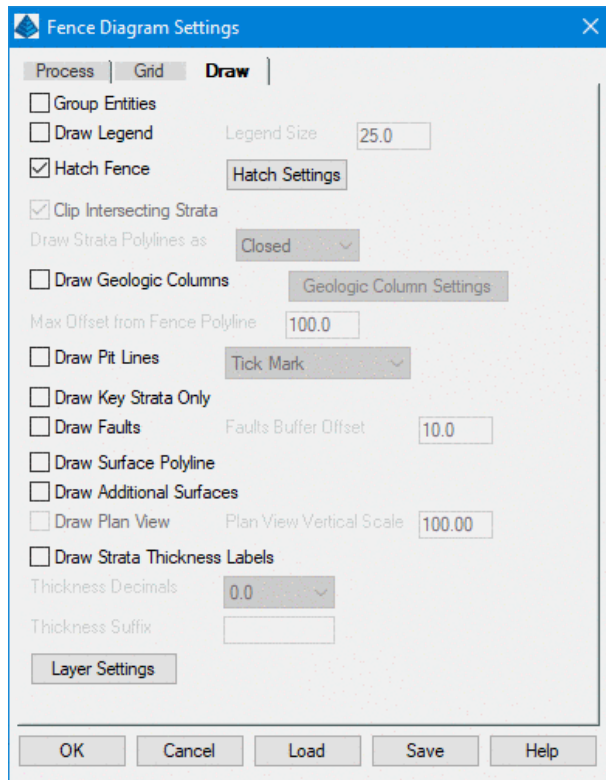 Fence Diagram Settings
Process Grid Draw
Group Entities
Draw Legend Legend Size 25.0
Hatch Fence Hatch Settings
Clip Intersecting Strata
Draw Strata Polylines as Closed
Draw Geologic Columns Geologic Column Settings
Max Offset from Fence Polyline 100.0
Draw Pit Lines Tick Mark
Draw Key Strata Only
Draw Faults Faults Buffer Offset 10.0
Draw Surface Polyline
Draw Additional Surfaces
Draw Plan View Plan View Vertical Scale 100.00
Draw Strata Thickness Labels
Thickness Decimals 0.0
Thickness Suffix
Layer Settings
OK Cancel Load Save Help